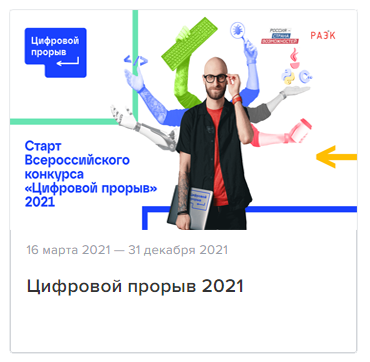 Цифровой
прорыв
РОССИЯ –
СТРАНА
ВОЗМОЖНОСТЕЙ
РАЗК
Старт
Всероссийского
конкурса
«Цифровой прорыв»
2021
16 марта 2021 — 31 декабря 2021
Цифровой прорыв 2021